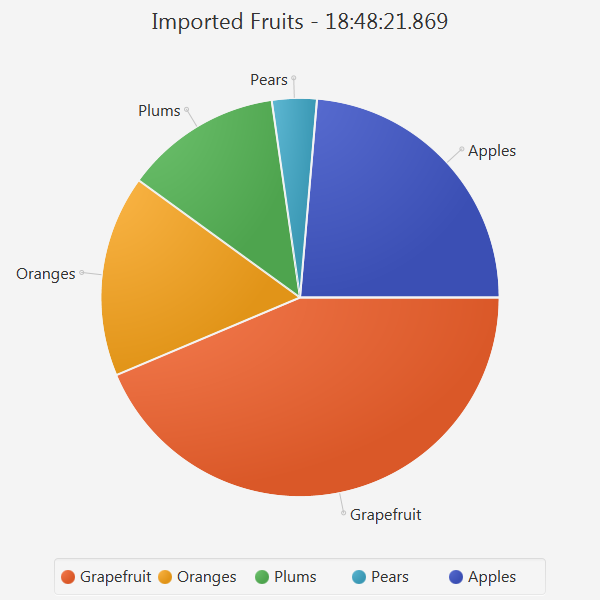 Imported Fruits - 18:48:21.869
Pears
Plums
Apples
Oranges
Grapefruit
Grapefruit Oranges Plums Pears Apples